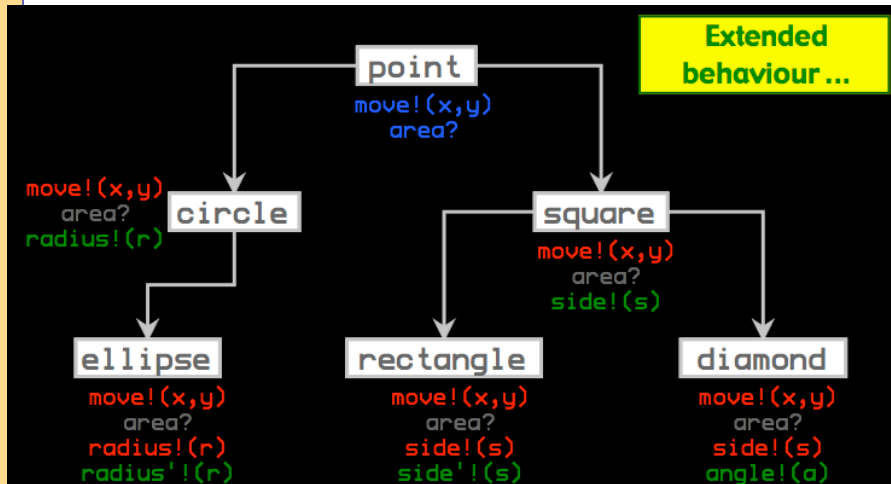 Extended
behaviour ...
point
move!(x,y)
area?
move!(x,y)
area?
radius!(r)
circle
square
move!(x,y)
area?
side!(s)
ellipse
move!(x,y)
area?
radius!(r)
radius'!(r)
rectangle
move!(x,y)
area?
side!(s)
side'!(s)
diamond
move!(x,y)
area?
side!(s)
angle!(a)